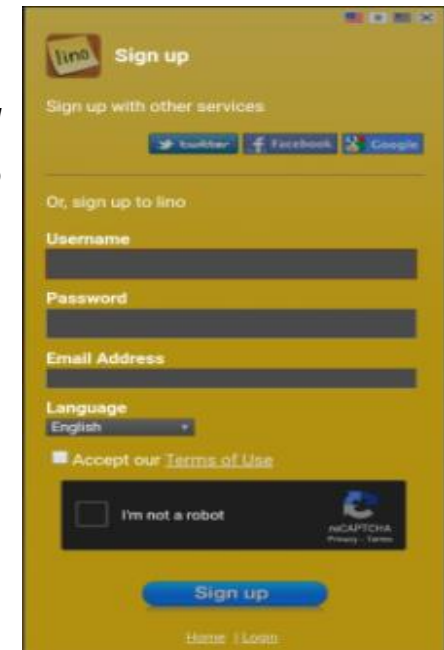 lino
Sign up
Sign up with other services
twitter Facebook Google
Or, sign up to lino
Username
Password
Email Address
Language
English
Accept our Terms of Use
I'm not a robot
reCAPTCHA
Privacy - Terms
Sign up
Home | Login